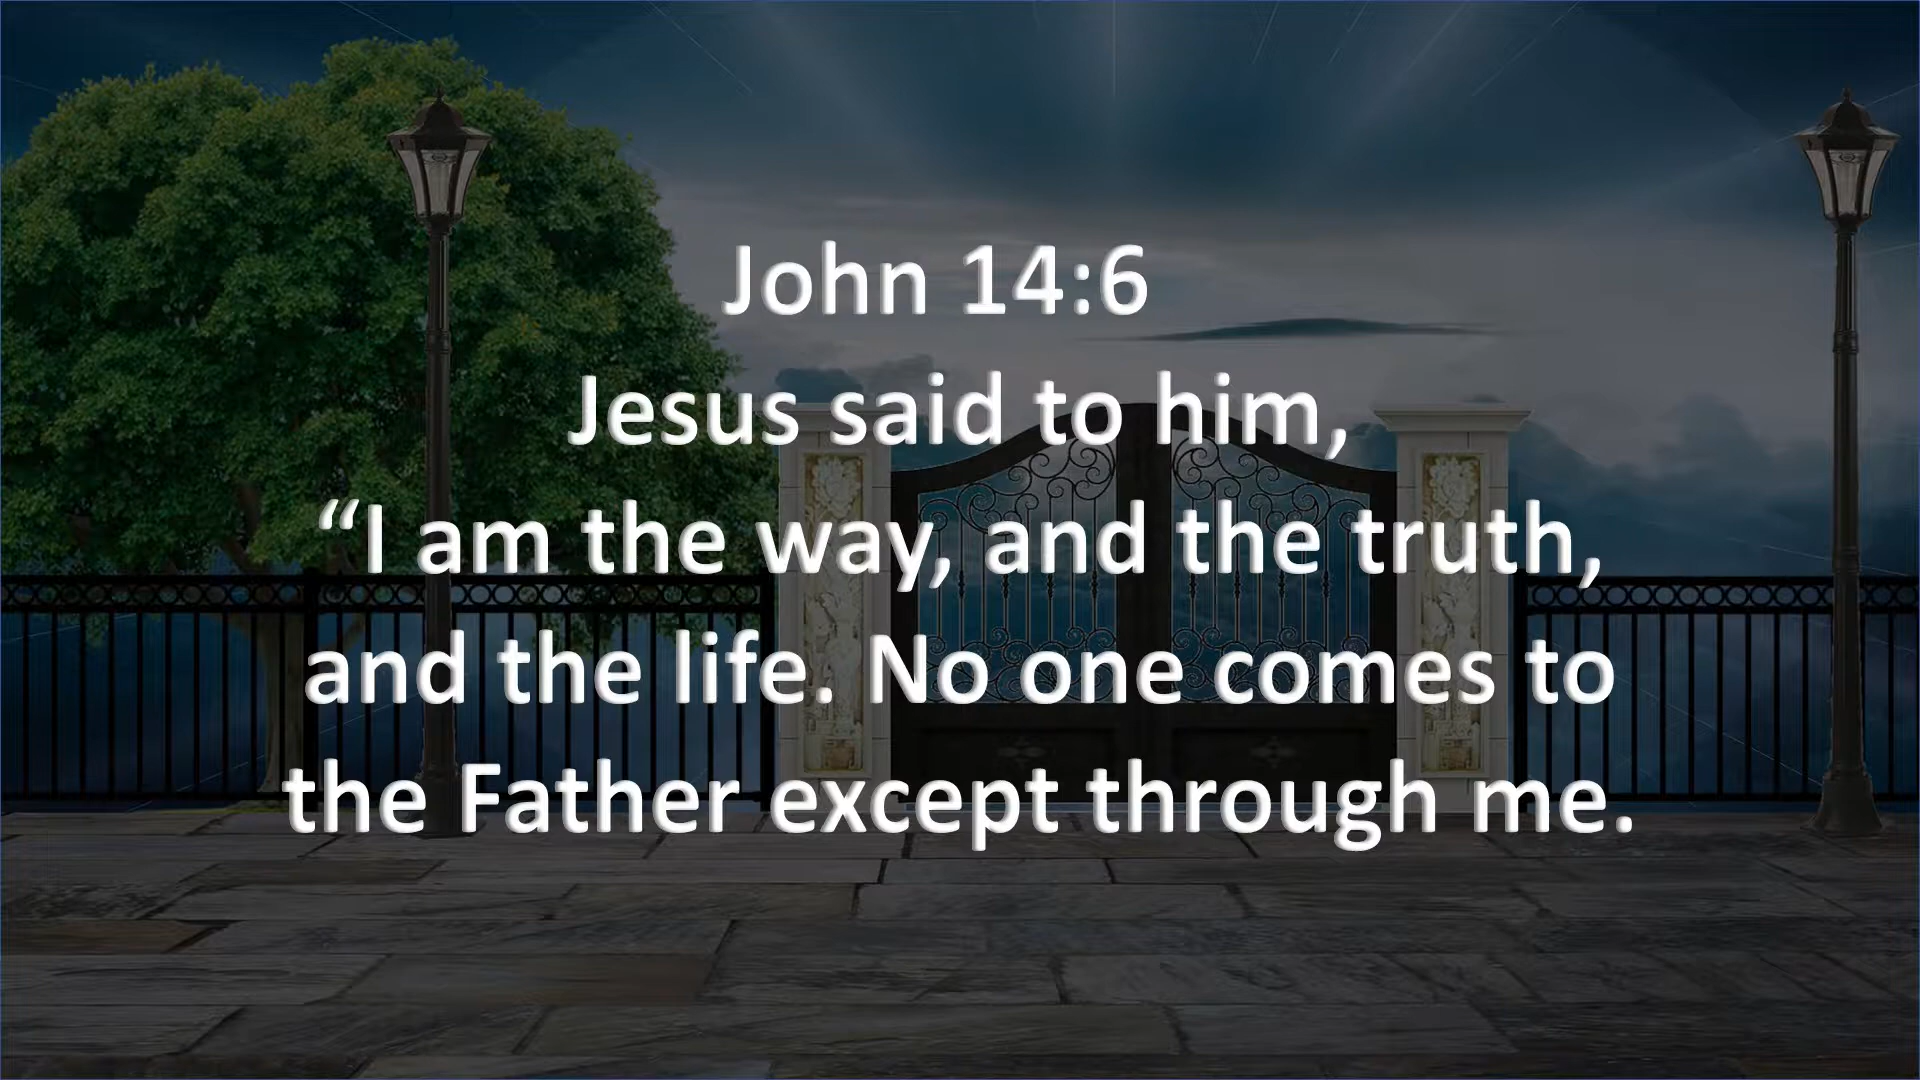 John 14:6
Jesus said to him,
“I am the way, and the truth,
and the life. No one comes to
the Father except through me.